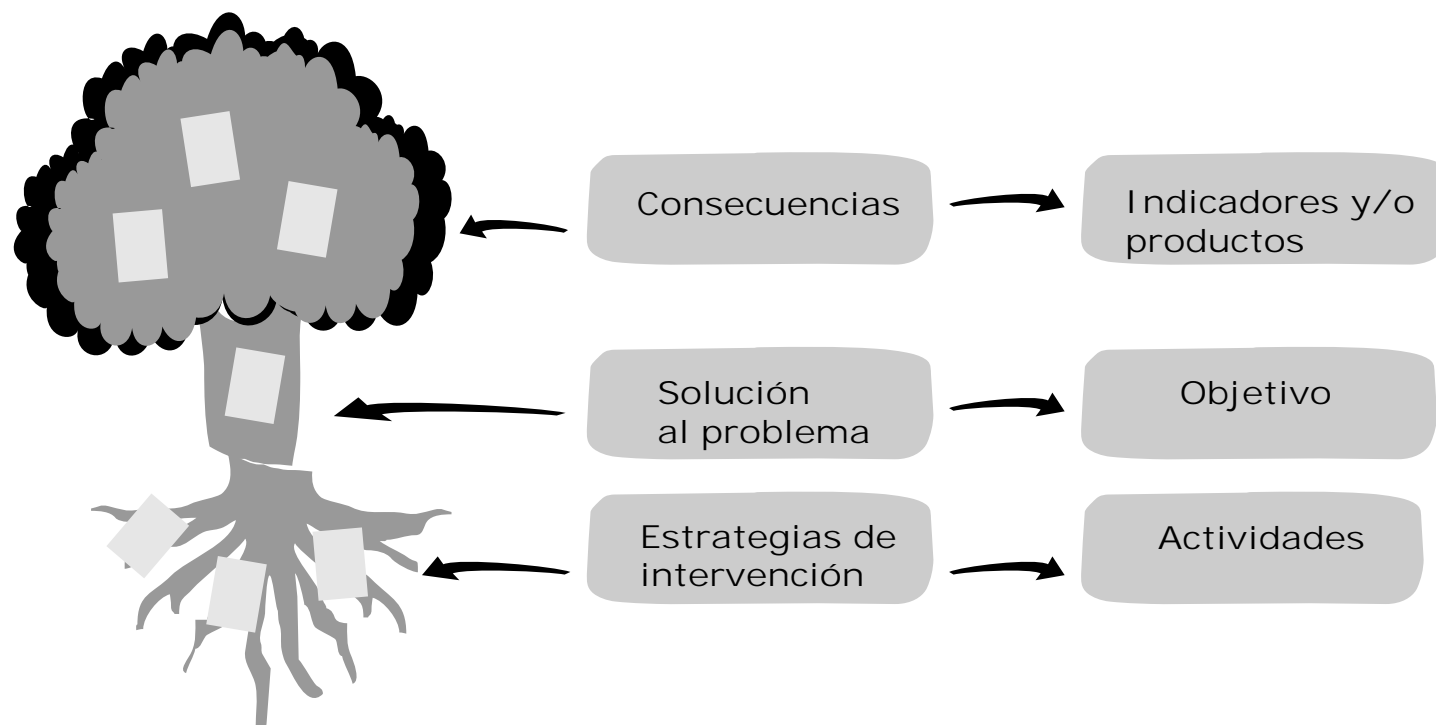 Consecuencias
Indicadores y/o
productos
Solución
al problema
Objetivo
Estrategias de
intervención
Actividades